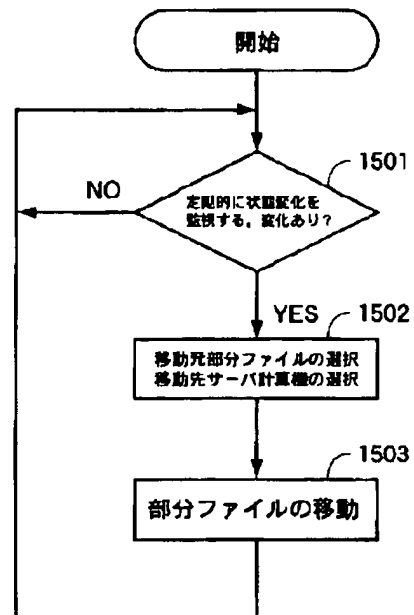 開始
1501
定期的に状態変化を
監視する。変化あり?
NO
YES
1502
移動元部分ファイルの選択
移動先サーバ計算機の選択
1503
部分ファイルの移動